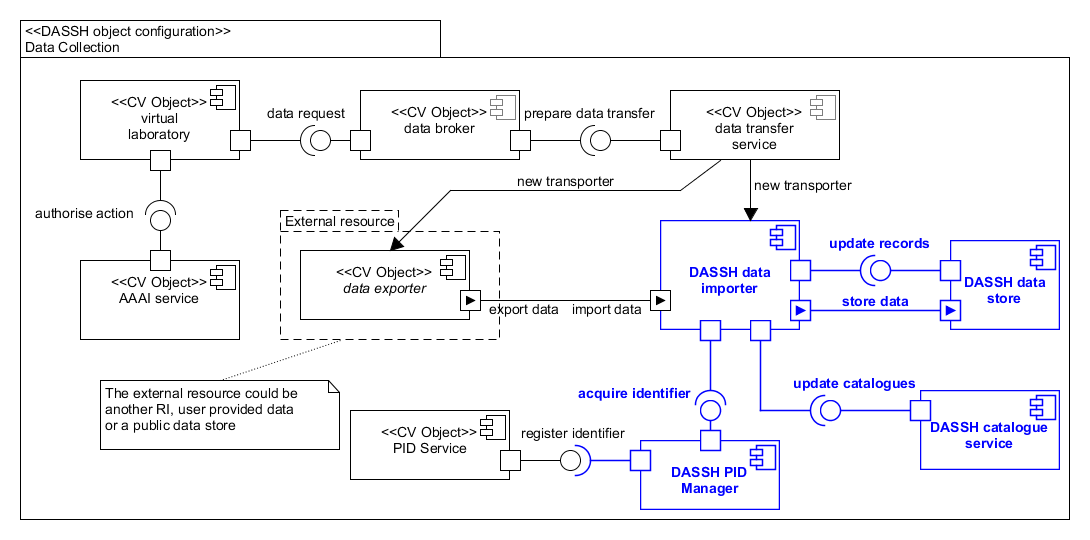 <<DASSH object configuration>>
Data Collection
<<CV Object>>
virtual
laboratory
data request
<<CV Object>>
data broker
prepare data transfer
<<CV Object>>
data transfer
service
new transporter
new transporter
authorise action
External resource
<<CV Object>>
AAAI service
<<CV Object>>
data exporter
export data
import data
DASSH data
importer
update records
store data
DASSH data
store
The external resource could be
another RI, user provided data
or a public data store
acquire identifier
update catalogues
<<CV Object>>
PID Service
register identifier
DASSH PID
Manager
DASSH catalogue
service